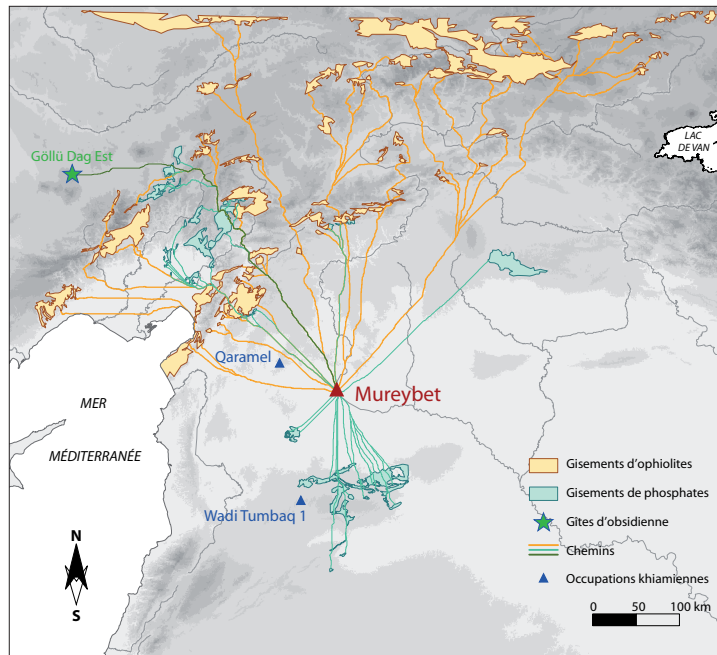 LAC
DE VAN
Göllü Dag Est
Qaramel
Mureybet
MER
MÉDITERRANÉE
Wadi Tumbaq 1
N
S
Gisements d'ophiolites
Gisements de phosphates
Gîtes d'obsidienne
Chemins
Occupations khiamiennes
0 50 100 km